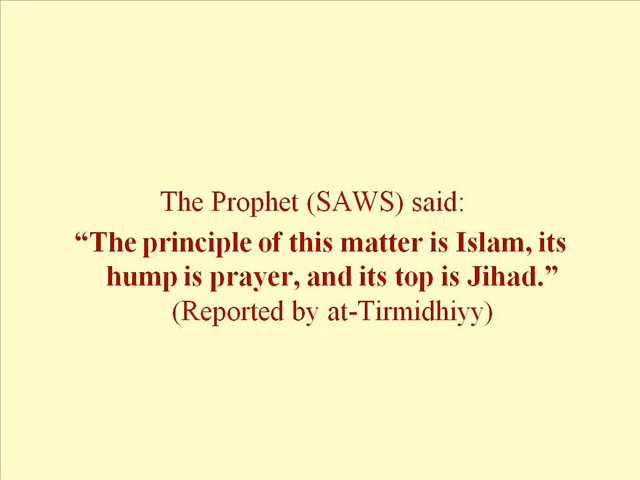 The Prophet (SAWS) said:
“The principle of this matter is Islam, its
hump is prayer, and its top is Jihad.”
(Reported by at-Tirmidhiyy)